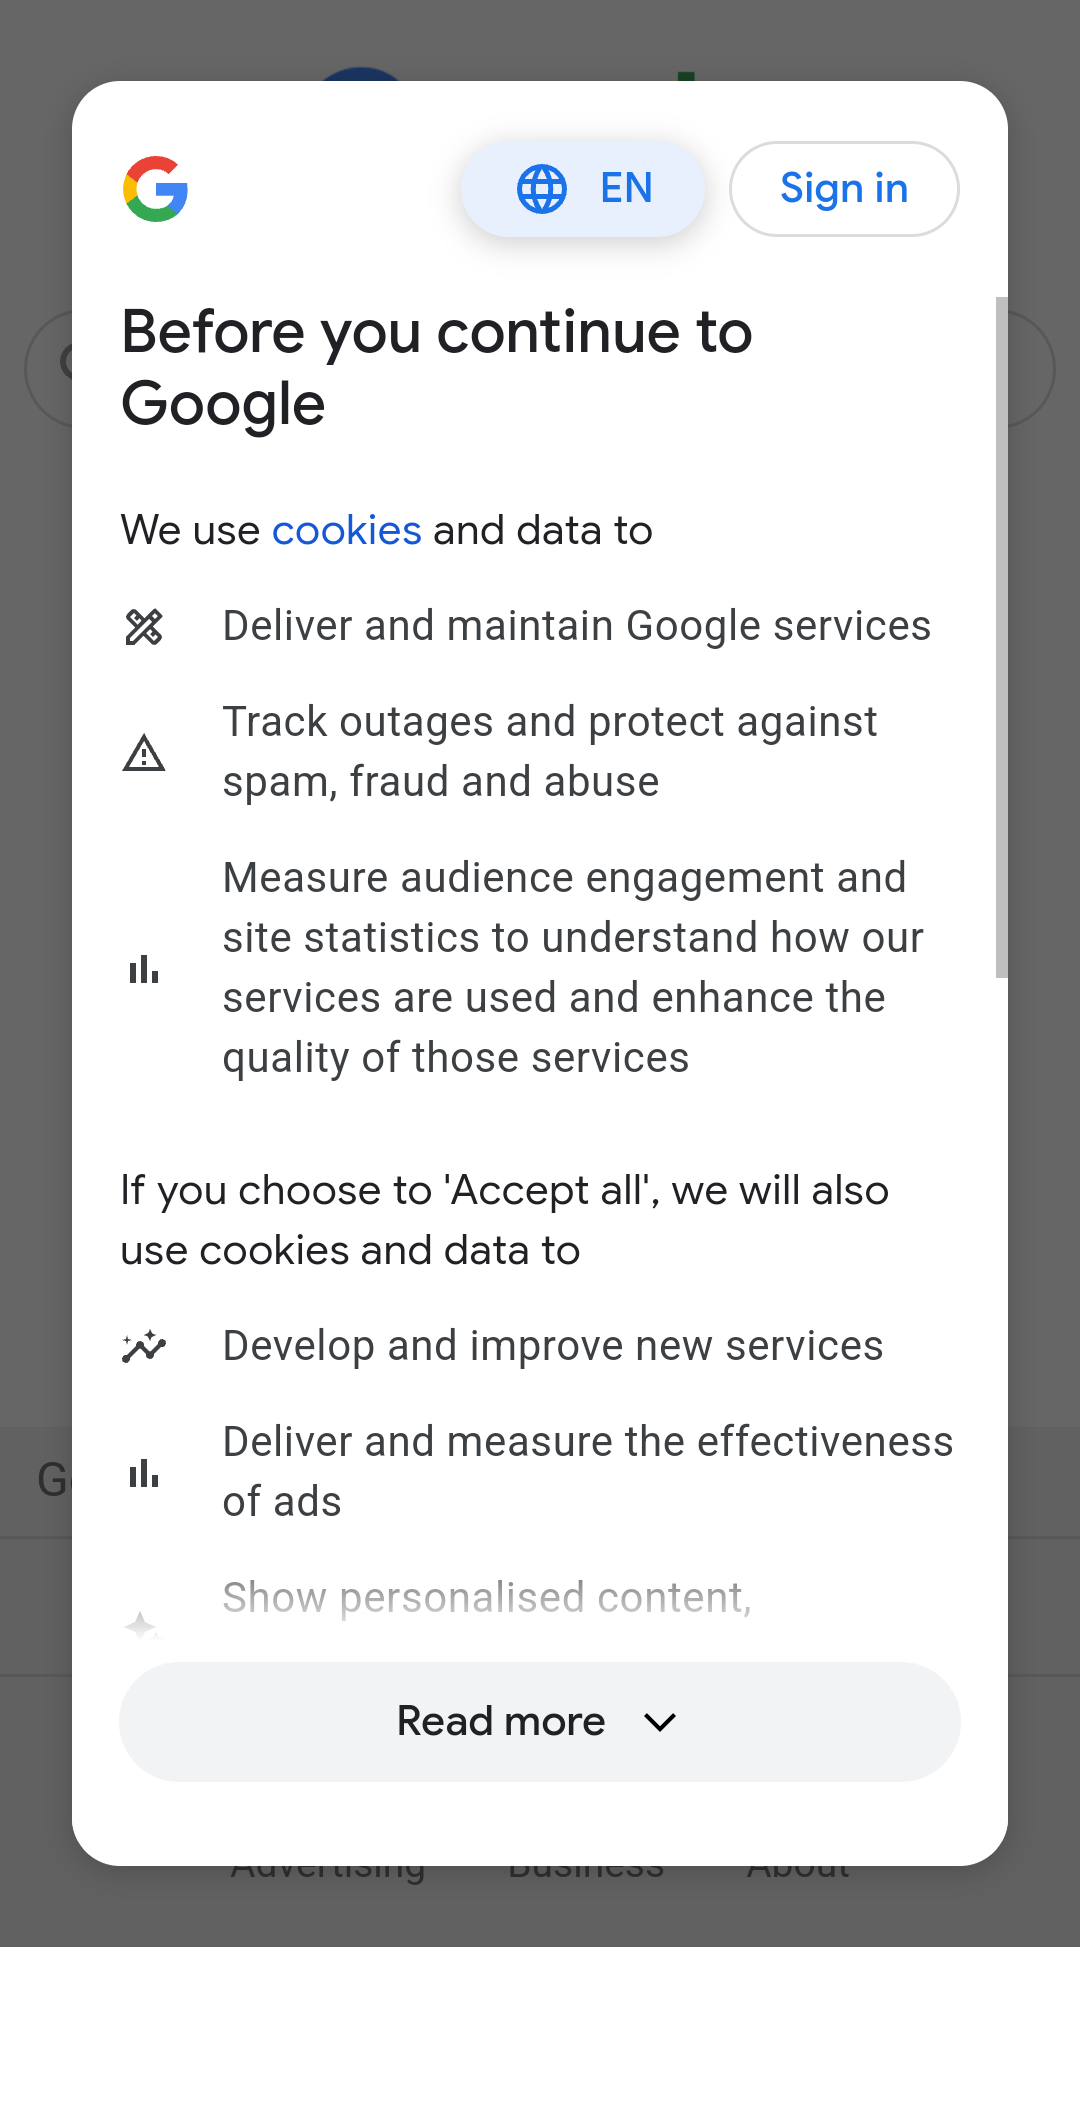 EN
Sign in
Before you continue to
Google
We use cookies and data to
Deliver and maintain Google services
Track outages and protect against
spam, fraud and abuse
Measure audience engagement and
site statistics to understand how our
services are used and enhance the
quality of those services
If you choose to 'Accept all', we will also
use cookies and data to
Develop and improve new services
Deliver and measure the effectiveness
of ads
Show personalised content,
Read more
Advertising Business About